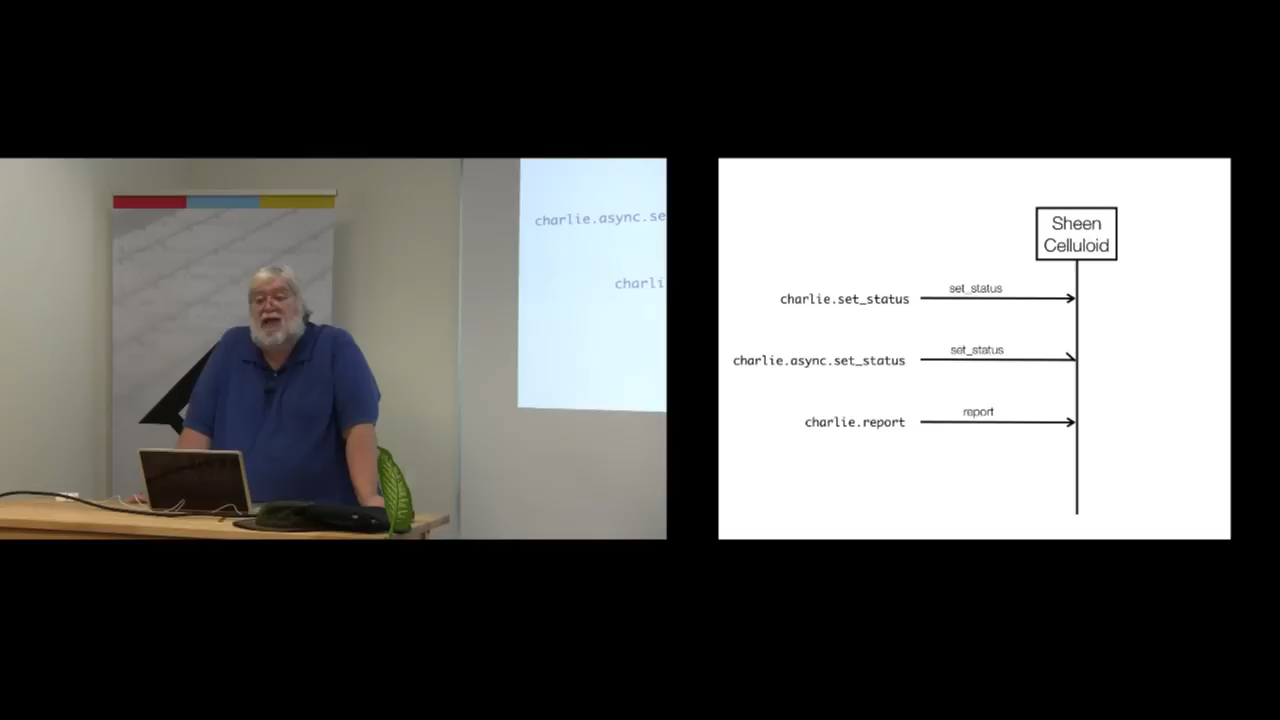 charlie.async.se
charli
Sheen
Celluloid
set_status
charlie.set_status
set_status
charlie.async.set_status
report
charlie.report